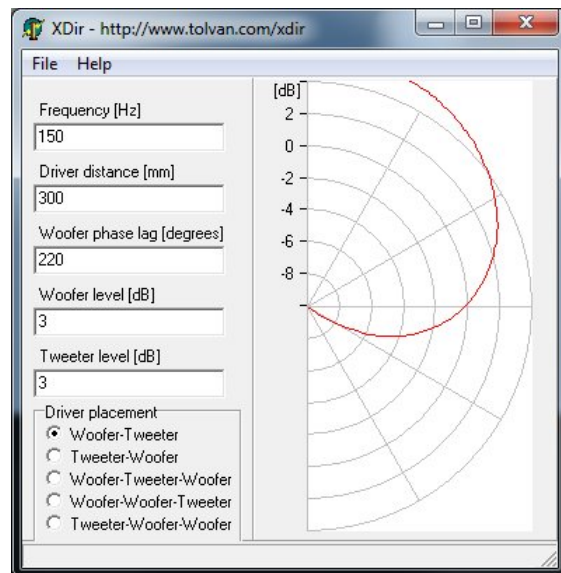 XDir - http://www.tolvan.com/xdir
File Help
Frequency [Hz]
150
Driver distance [mm]
300
Woofer phase lag [degrees]
220
Woofer level [dB]
3
Tweeter level [dB]
3
Driver placement
Woofer-Tweeter
Tweeter-Woofer
Woofer-Tweeter-Woofer
Woofer-Woofer-Tweeter
Tweeter-Woofer-Woofer
[dB]
2
0
-2
-4
-6
-8